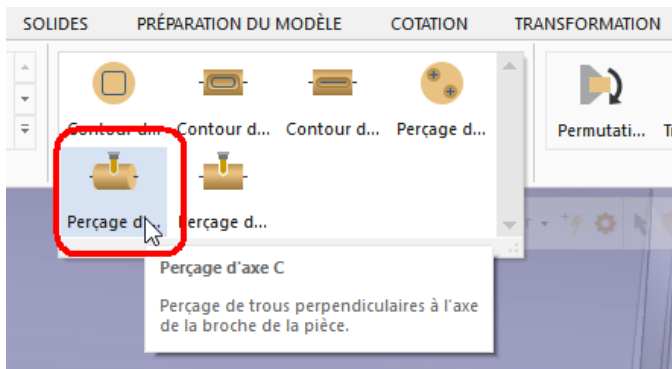 SOLIDES PRÉPARATION DU MODÈLE COTATION TRANSFORMATION
Contour d... Contour d... Contour d... Perçage d... Permutati...
Perçage d... Perçage d...
Perçage d'axe C
Perçage de trous perpendiculaires à l'axe
de la broche de la pièce.